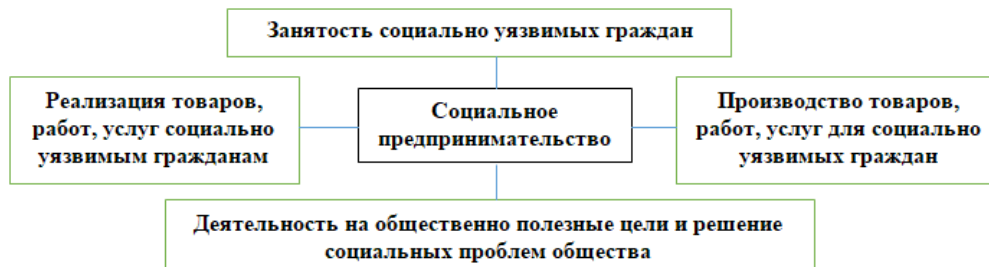 Занятость социально уязвимых граждан
Реализация товаров,
работ, услуг социально
уязвимым гражданам
Социальное
предпринимательство
Производство товаров,
работ, услуг для социально
уязвимых граждан
Деятельность на общественно полезные цели и решение
социальных проблем общества